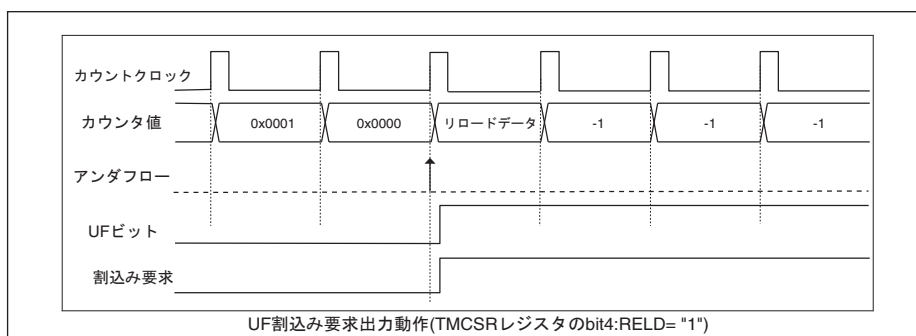 カウントクロック
カウンタ値 0x0001 0x0000 リロードデータ -1 -1 -1
アンダフロー
UFビット
割込み要求
UF割込み要求出力動作(TMCSRレジスタのbit4:RELD= "1")